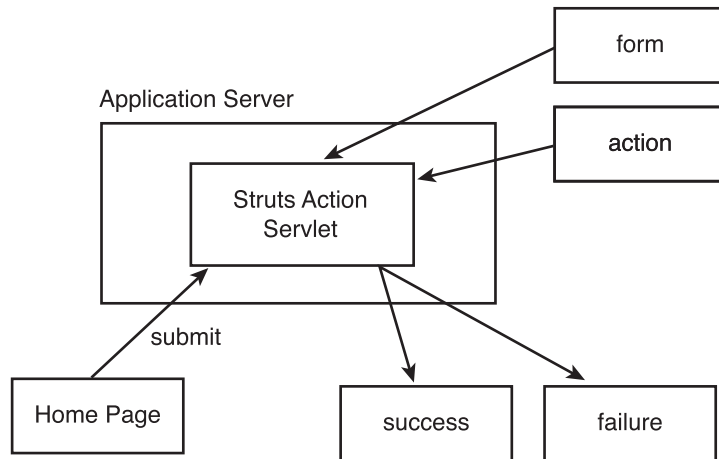 form
Application Server
action
Struts Action
Servlet
submit
Home Page
success
failure